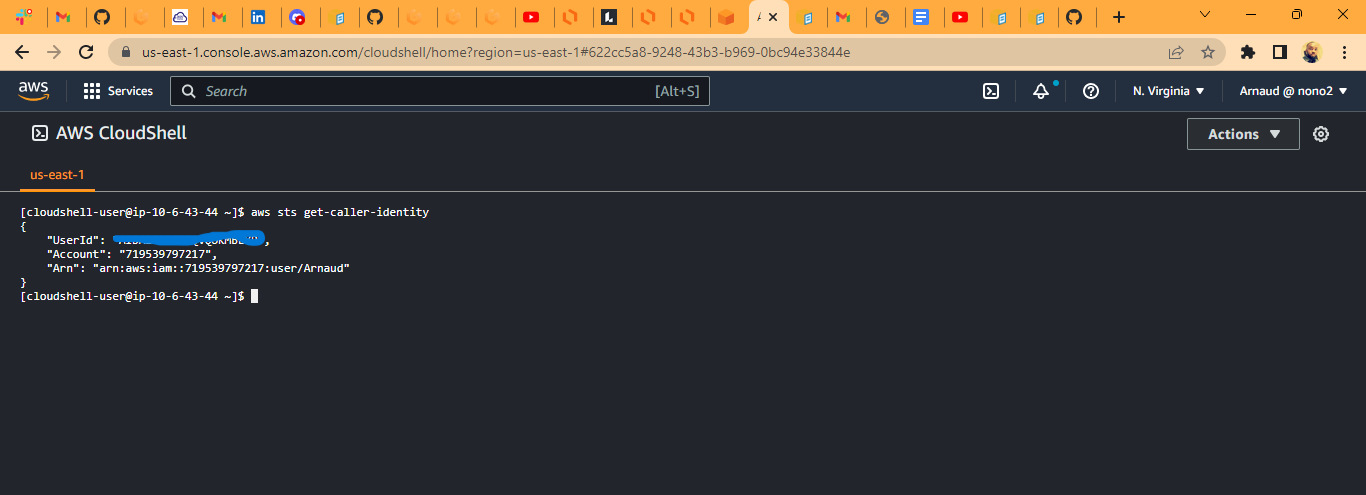 us-east-1.console.aws.amazon.com/cloudshell/home?region=us-east-1#622cc5a8-9248-43b3-b969-0bc94e33844e
aws
Services
Search
[Alt+S]
N. Virginia
Arnaud @ nono2
AWS CloudShell
Actions
us-east-1
[cloudshell-user@ip-10-6-43-44 ~]$ aws sts get-caller-identity
{
"UserId": ,
"Account": "719539797217",
"Arn": "arn:aws:iam::719539797217:user/Arnaud"
}
[cloudshell-user@ip-10-6-43-44 ~]$